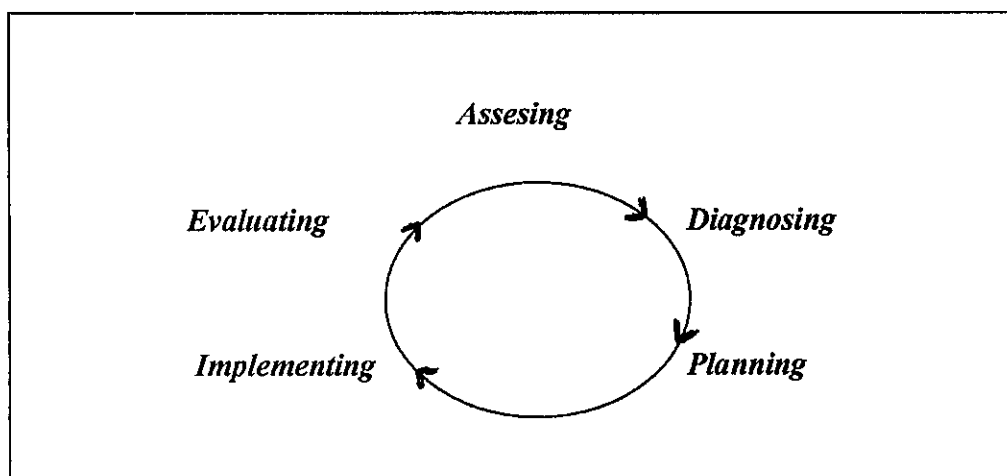 Assesing
Evaluating
Diagnosing
Implementing
Planning